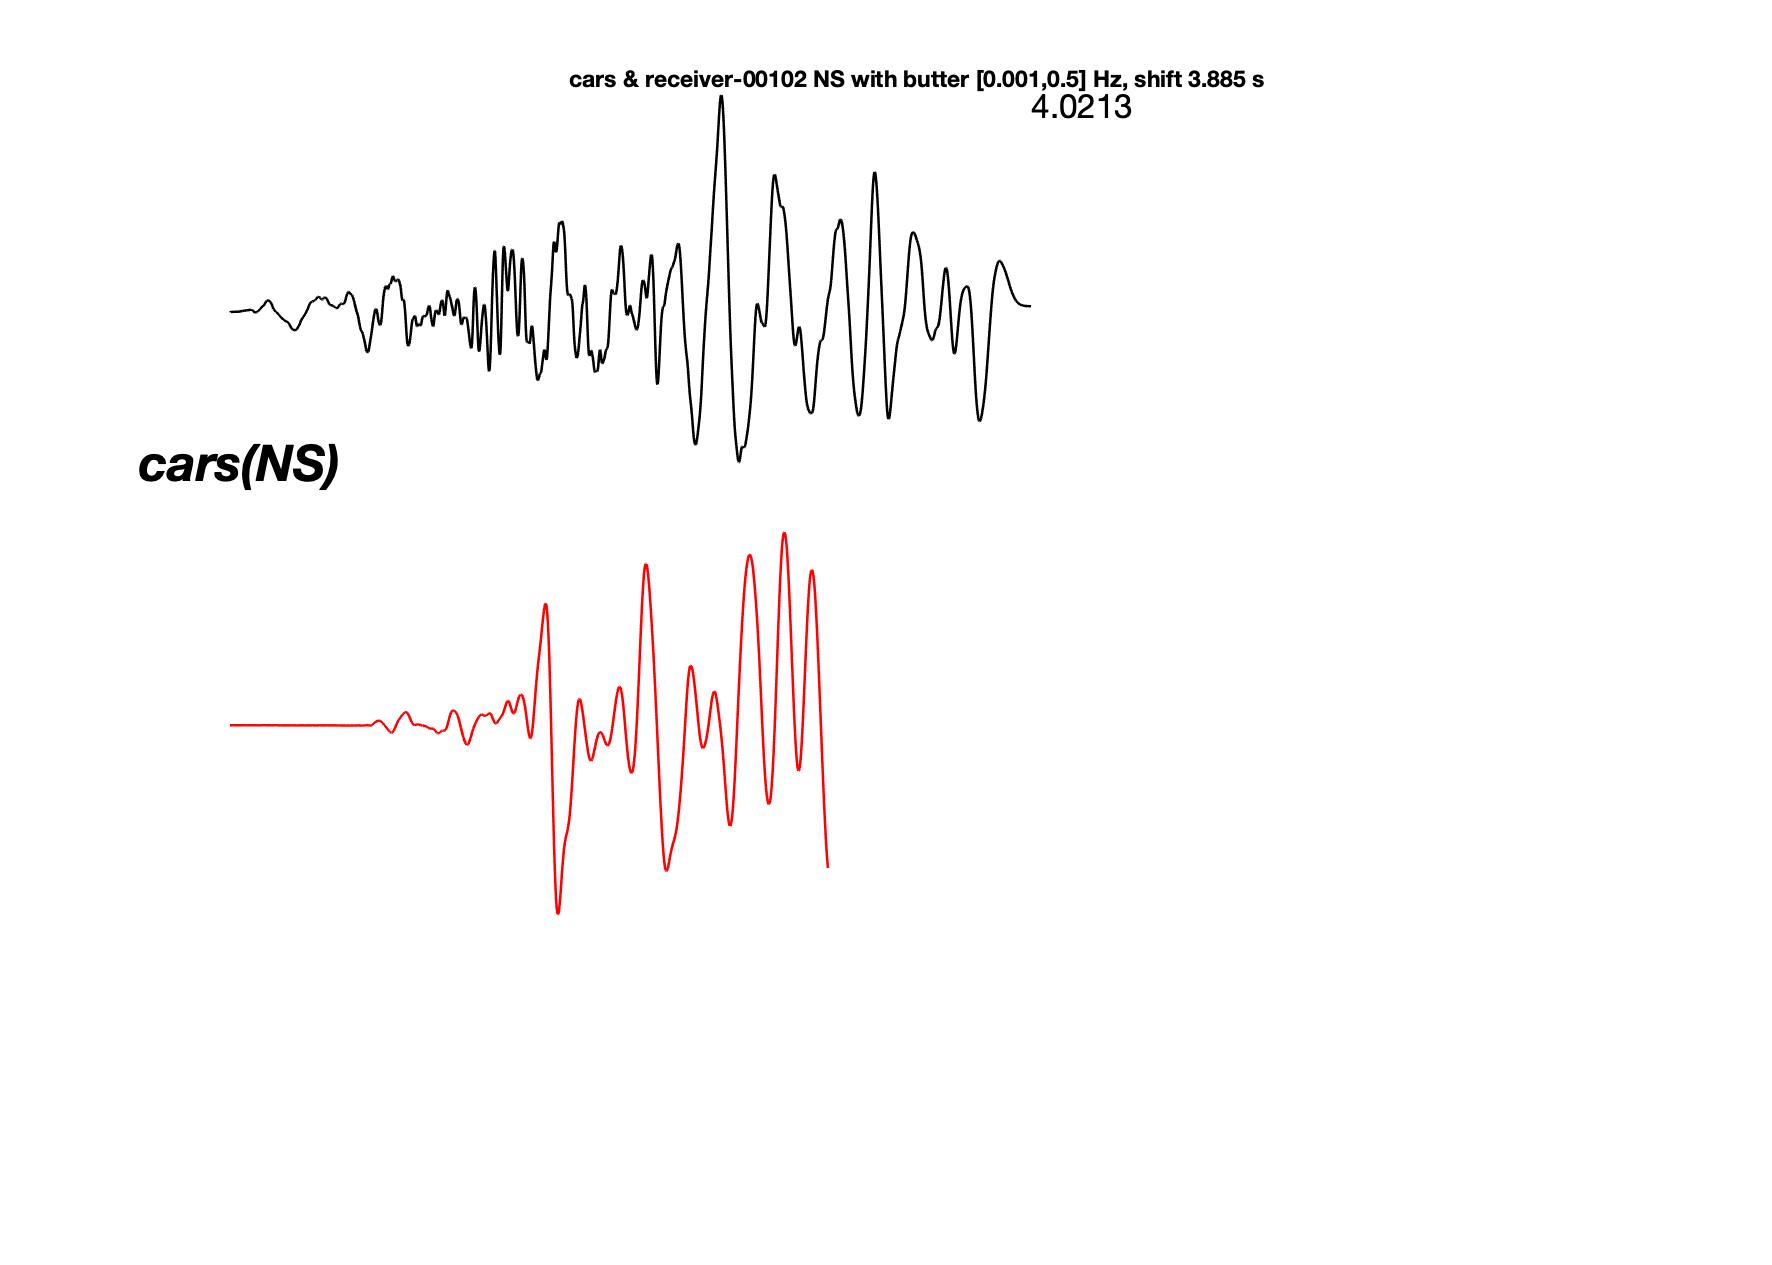 cars & receiver-00102 NS with butter [0.001,0.5] Hz, shift 3.885 s
4.0213
cars(NS)